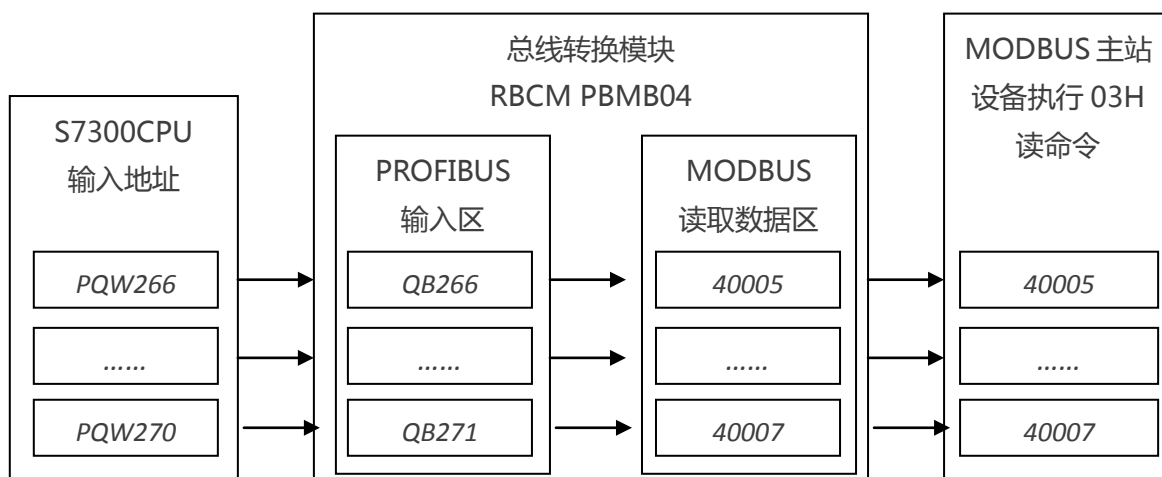 总线转换模块
RBCM PBMB04
MODBUS 主站
设备执行 03H
读命令
S7300CPU
输入地址
PROFIBUS
输入区
MODBUS
读取数据区
PQW266
QB266
40005
40005
......
......
......
......
PQW270
QB271
40007
40007